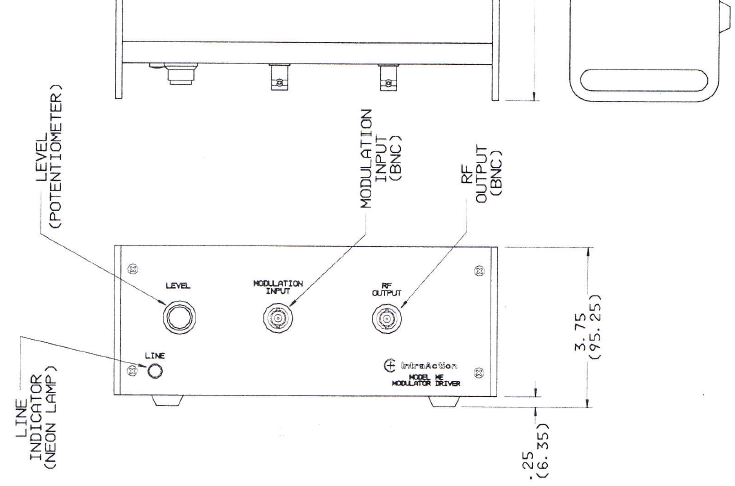 LEVEL
(POTENTIOMETER)
MODULATION
INPUT
(BNC)
RF
OUTPUT
(BNC)
LEVEL
MODULATION
INPUT
RF
OUTPUT
LINE
IntraAction
MODEL ME
MODULATOR DRIVER
LINE
INDICATOR
(NEON LAMP)
3.75
(95.25)
.25
(6.35)